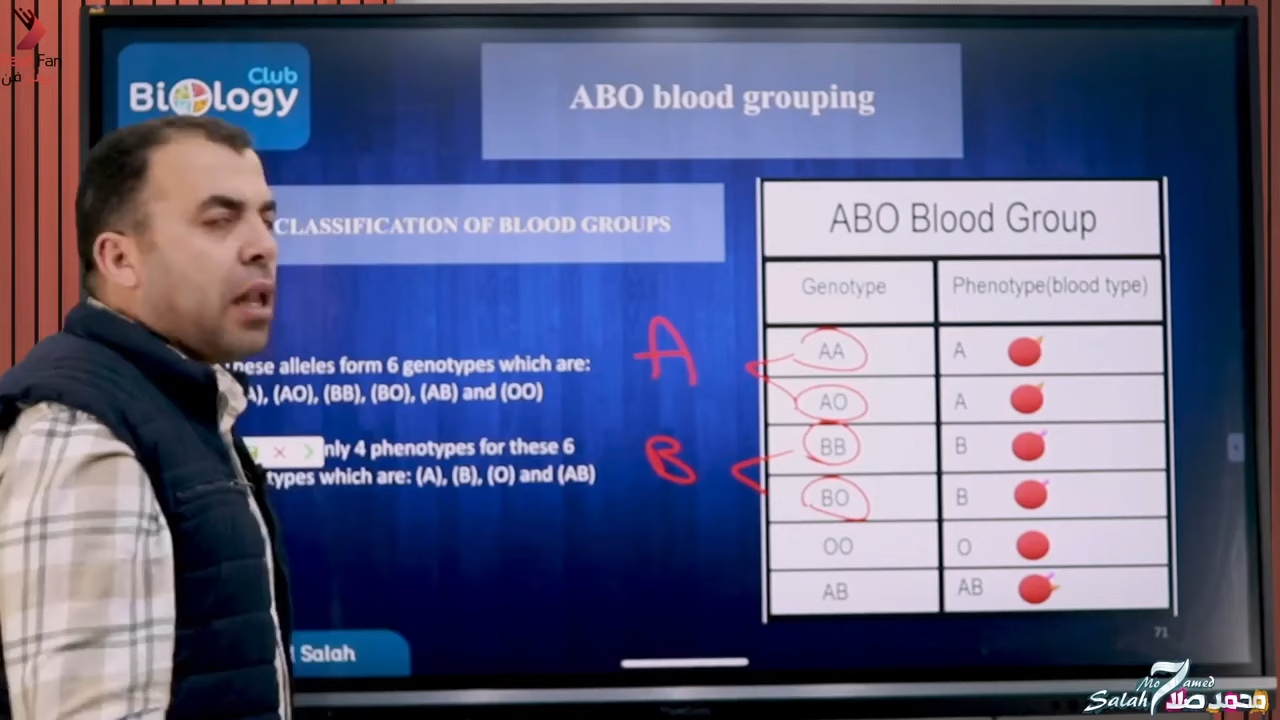 Fan
فن
Club
Biology
ABO blood grouping
CLASSIFICATION OF BLOOD GROUPS
alleles form 6 genotypes which are:
(AO), (BB), (BO), (AB) and (OO)
4 phenotypes for these 6
types which are: (A), (B), (O) and (AB)
A
B
ABO Blood Group
Genotype Phenotype(blood type)
AA A
AO A
BB B
BO B
OO O
AB AB
71
Salah
Mo7amed
Salah
محمد صلاح